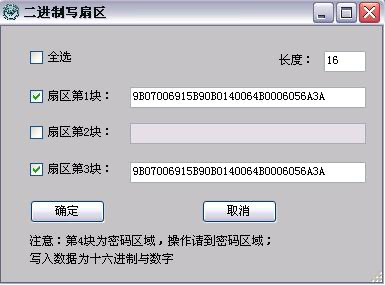 二进制写扇区
全选
长度： 16
扇区第1块： 9B07006915B90B0140064B0006056A3A
扇区第2块：
扇区第3块： 9B07006915B90B0140064B0006056A3A
确定 取消
注意：第4块为密码区域，操作请到密码区域；
写入数据为十六进制与数字